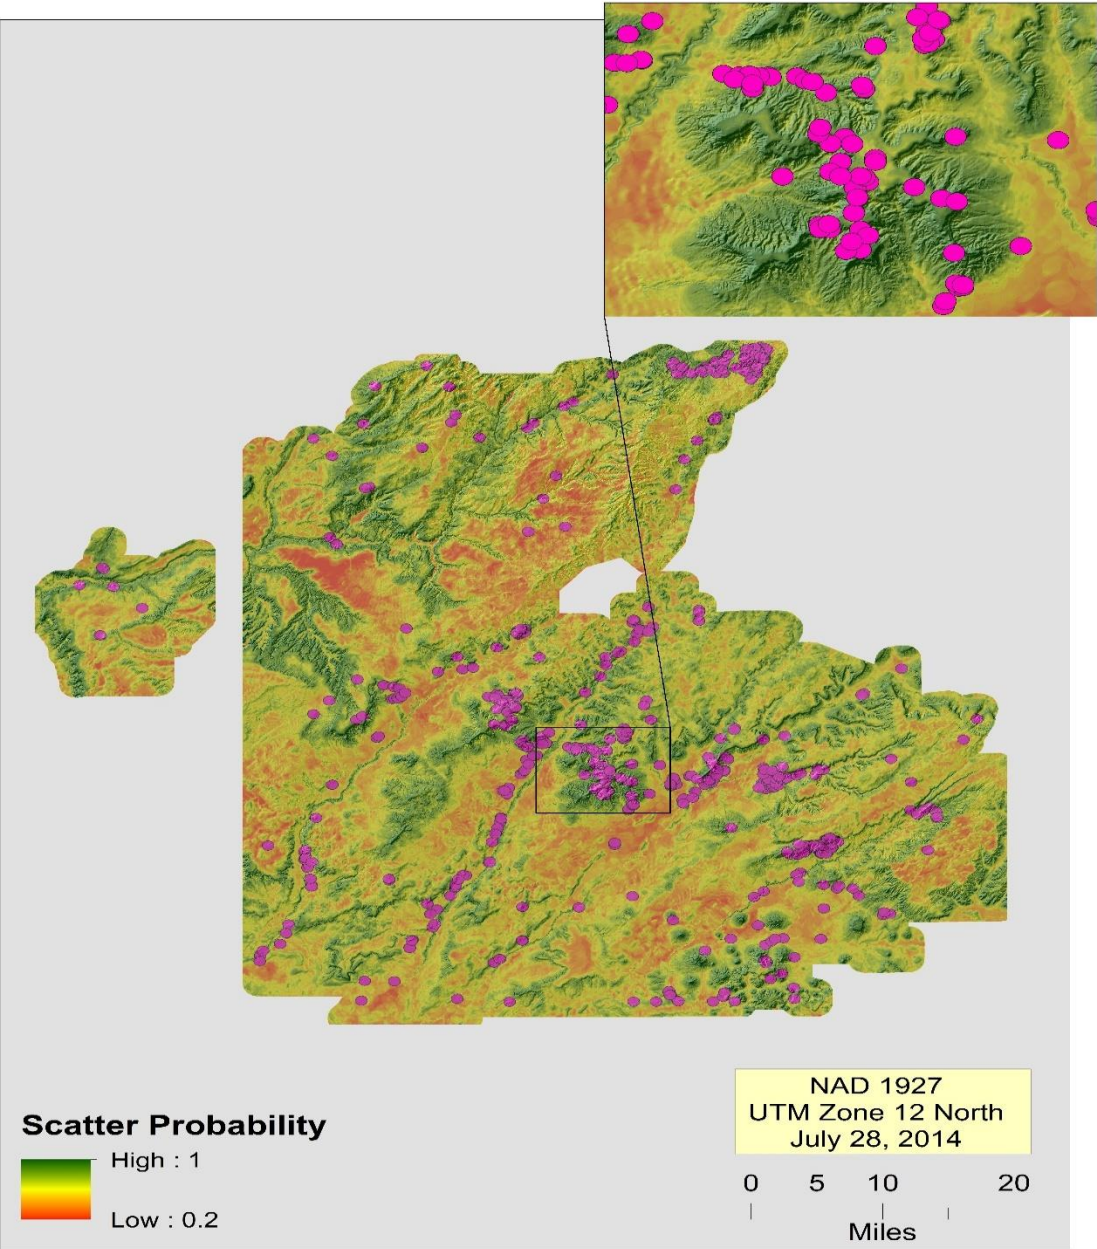 Scatter Probability
High : 1
Low : 0.2
NAD 1927
UTM Zone 12 North
July 28, 2014
0 5 10 20
Miles